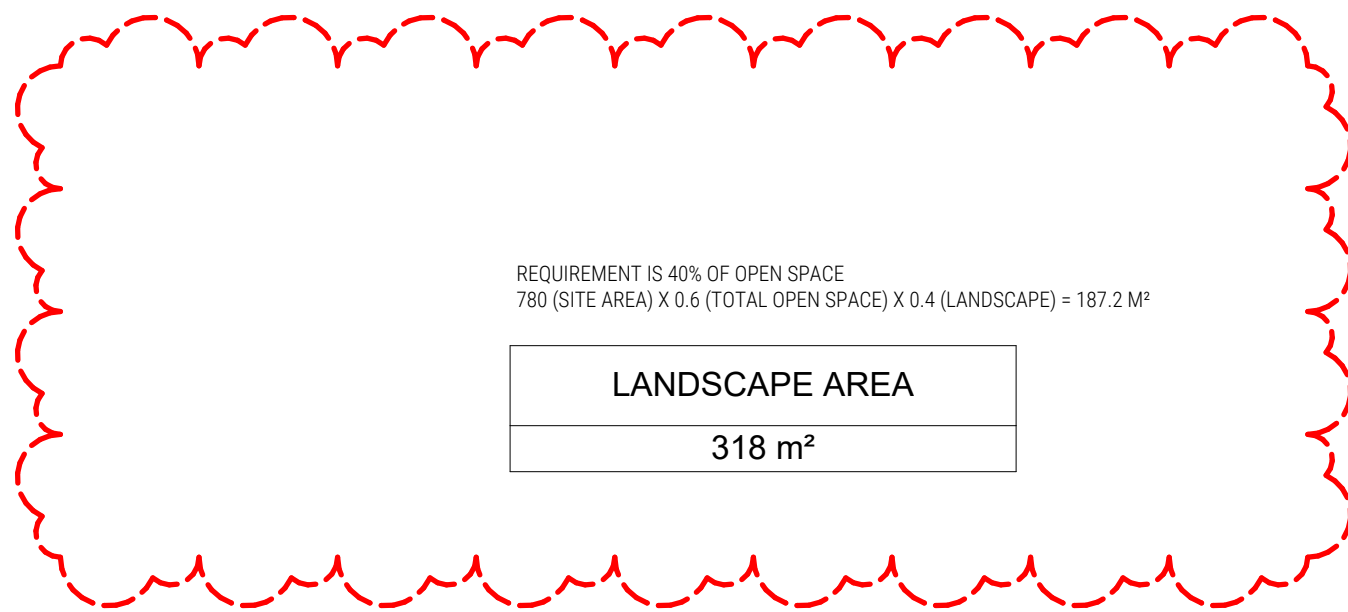 REQUIREMENT IS 40% OF OPEN SPACE
780 (SITE AREA) X 0.6 (TOTAL OPEN SPACE) X 0.4 (LANDSCAPE) = 187.2 M²
LANDSCAPE AREA
318 m²